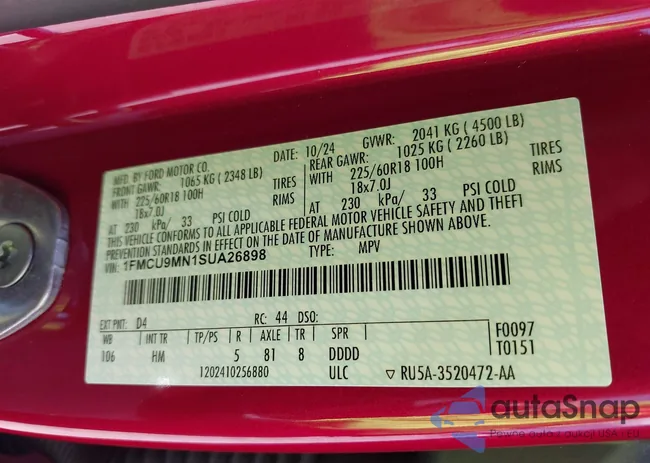 MFD. BY FORD MOTOR CO. DATE: 10/24 GVWR: 2041 KG ( 4500 LB)
FRONT GAWR: 1065 KG ( 2348 LB) REAR GAWR: 1025 KG ( 2260 LB)
WITH 225/60R18 100H TIRES WITH 225/60R18 100H TIRES
18x7.0J RIMS 18x7.0J RIMS
AT 230 kPa/ 33 PSI COLD AT 230 kPa/ 33 PSI COLD
THIS VEHICLE CONFORMS TO ALL APPLICABLE FEDERAL MOTOR VEHICLE SAFETY AND THEFT
PREVENTION STANDARDS IN EFFECT ON THE DATE OF MANUFACTURE SHOWN ABOVE.
VIN: 1FMCU9MN1SUA26898 TYPE: MPV
EXT PNT: D4 RC: 44 DSO:
WB INT TR TP/PS R AXLE TR SPR
106 HM 5 81 8 DDDD
F0097
T0151
1202410256880 ULC RU5A-3520472-AA
autoSnap
Prywatne auto i aukcji USA i EU